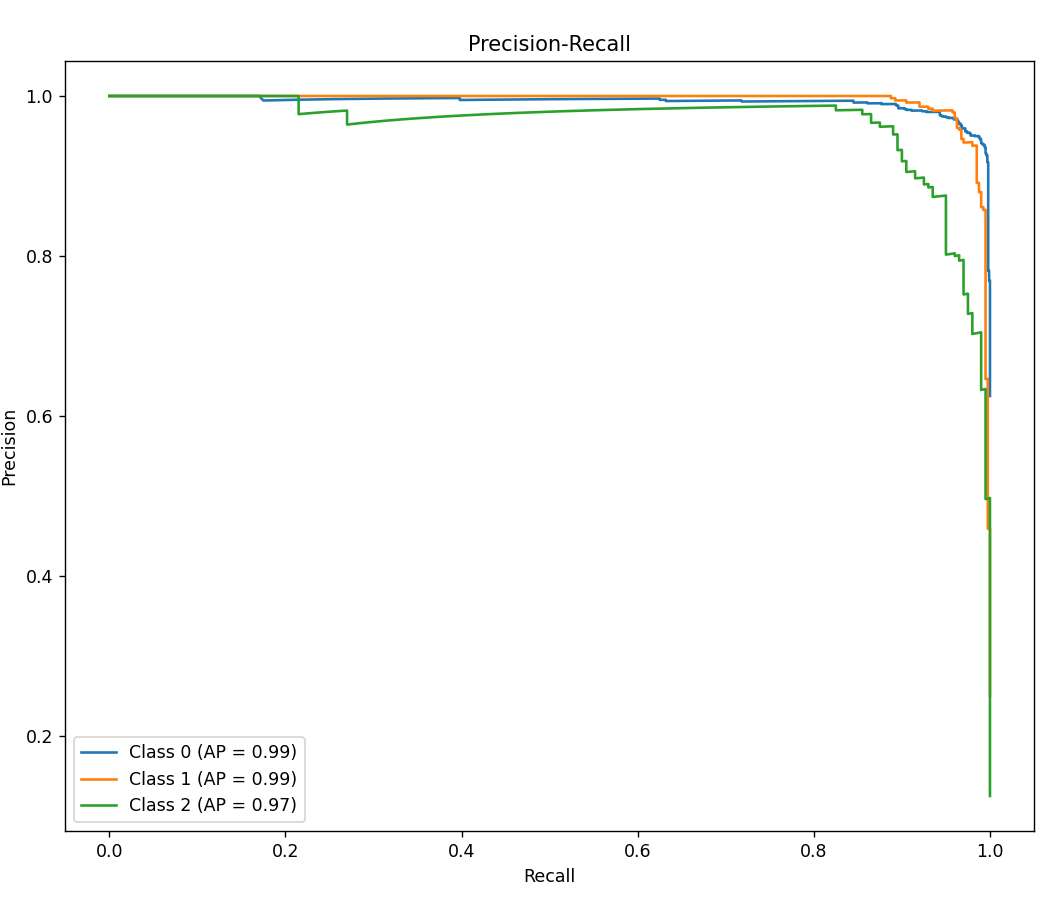 Precision-Recall
1.0
0.8
0.6
0.4
0.2
Precision
Class 0 (AP = 0.99)
Class 1 (AP = 0.99)
Class 2 (AP = 0.97)
0.0 0.2 0.4 0.6 0.8 1.0
Recall